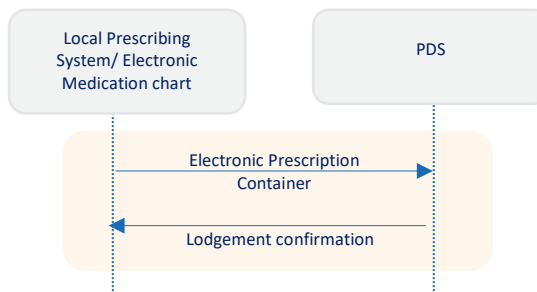 Local Prescribing
System/ Electronic
Medication chart
PDS
Electronic Prescription
Container
Lodgement confirmation